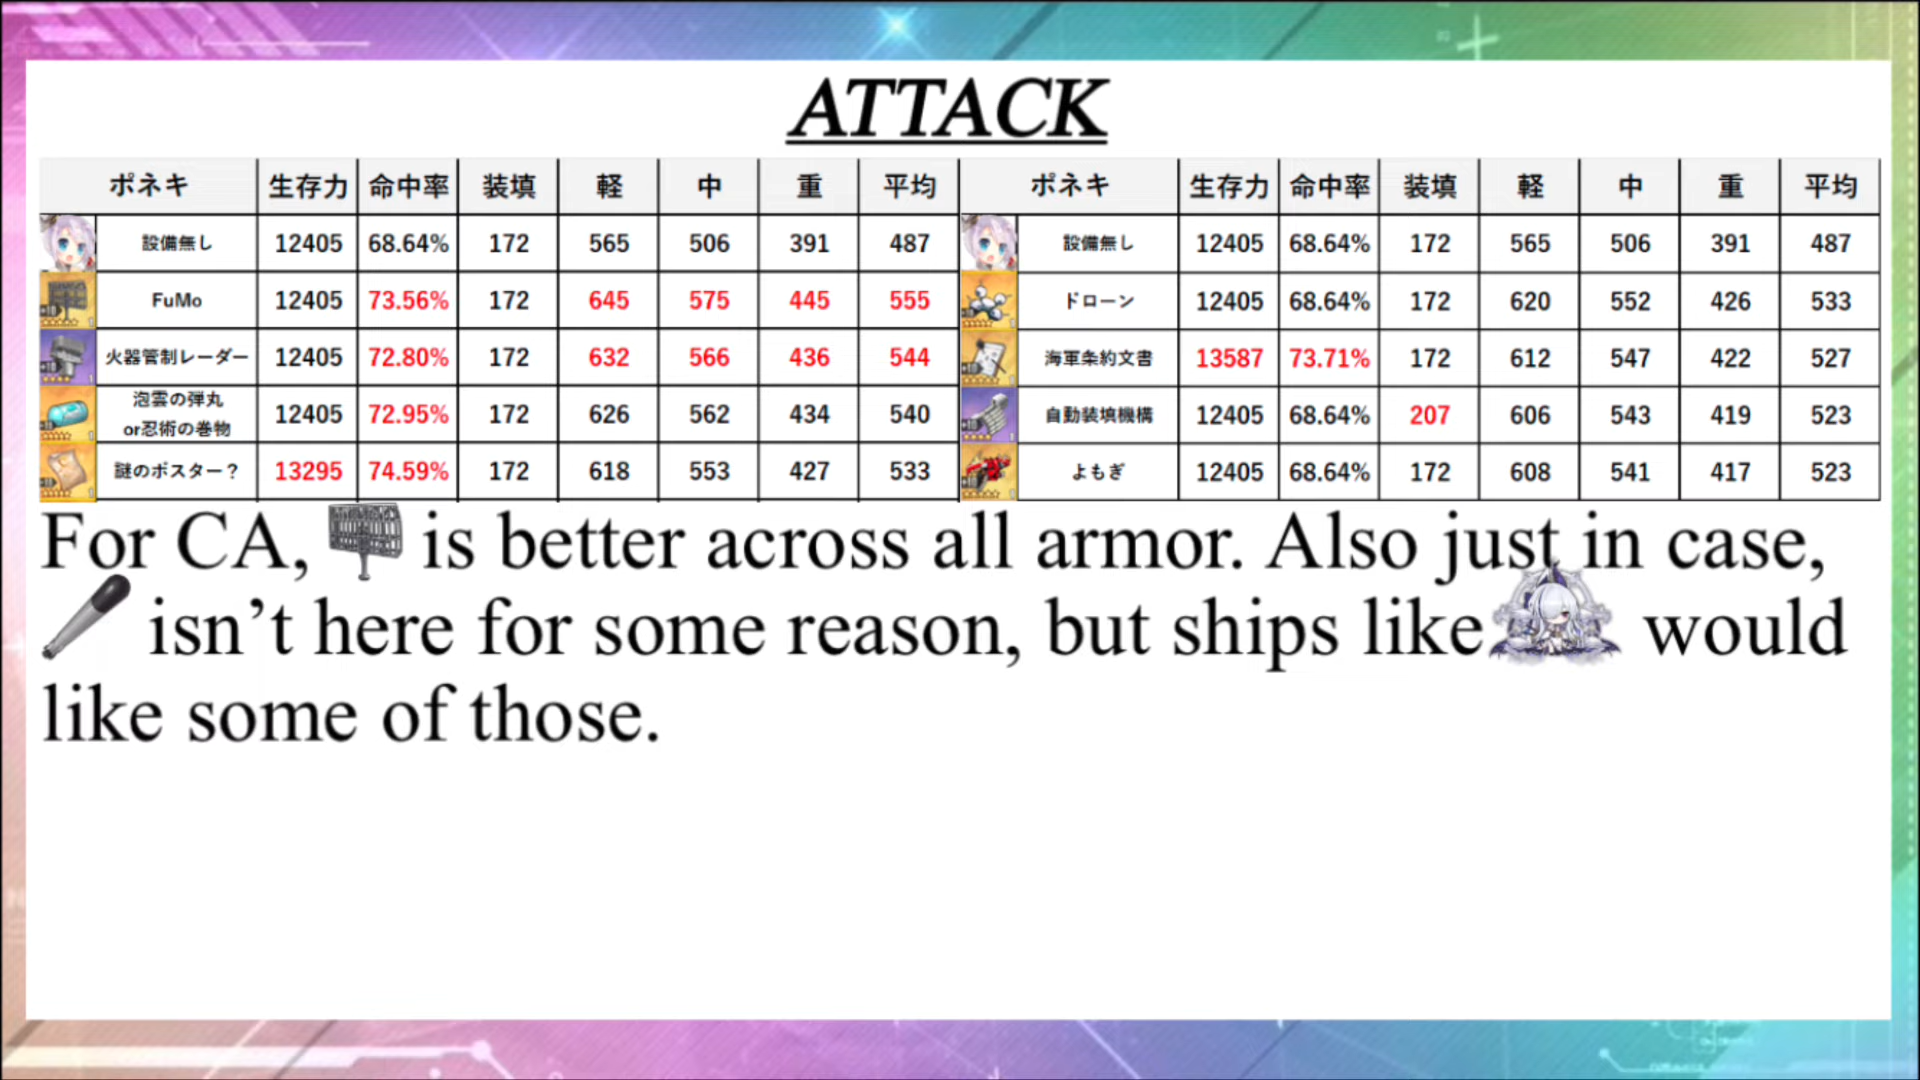 ATTACK
ポネキ 生存力 命中率 装填 軽 中 重 平均 ポネキ 生存力 命中率 装填 軽 中 重 平均
設備無し 12405 68.64% 172 565 506 391 487 設備無し 12405 68.64% 172 565 506 391 487
FuMo 12405 73.56% 172 645 575 445 555 ドローン 12405 68.64% 172 620 552 426 533
火器管制レーダー 12405 72.80% 172 632 566 436 544 海軍条約文書 13587 73.71% 172 612 547 422 527
泡雲の弾丸
or忍術の巻物 12405 72.95% 172 626 562 434 540 自動装填機構 12405 68.64% 207 606 543 419 523
謎のポスター？ 13295 74.59% 172 618 553 427 533 よもぎ 12405 68.64% 172 608 541 417 523
For CA, is better across all armor. Also just in case,
isn’t here for some reason, but ships like would
like some of those.